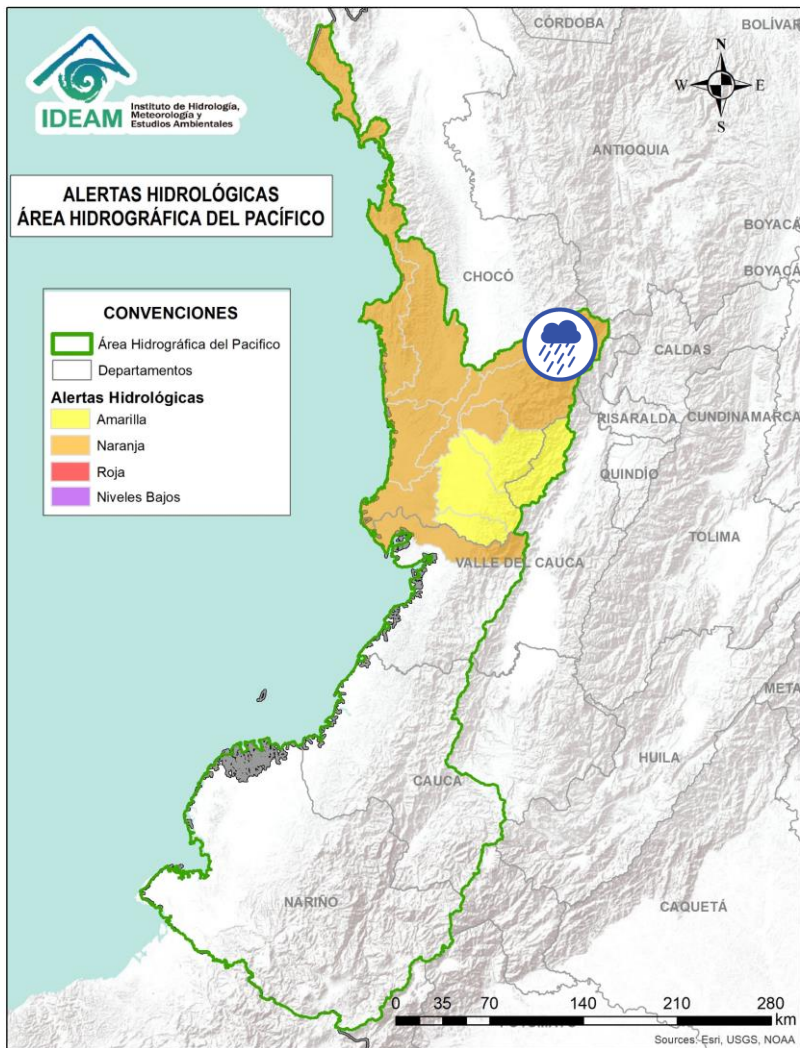 CÓRDOBA
BOLÍVAR
N
W E
S
IDEAM Instituto de Hidrología,
Meteorología y
Estudios Ambientales
ANTIOQUIA
ALERTAS HIDROLÓGICAS
ÁREA HIDROGRÁFICA DEL PACÍFICO
BOYACÁ
BOYACÁ
CHOCÓ
CONVENCIONES
Área Hidrográfica del Pacifico
Departamentos
Alertas Hidrológicas
Amarilla
Naranja
Roja
Niveles Bajos
CALDAS
RISARALDA
CUNDINAMARCA
QUINDÍO
TOLIMA
VALLE DEL CAUCA
META
HUILA
CAUCA
NARIÑO
CAQUETÁ
0 35 70 140 210 280
km
Sources: Esri, USGS, NOAA